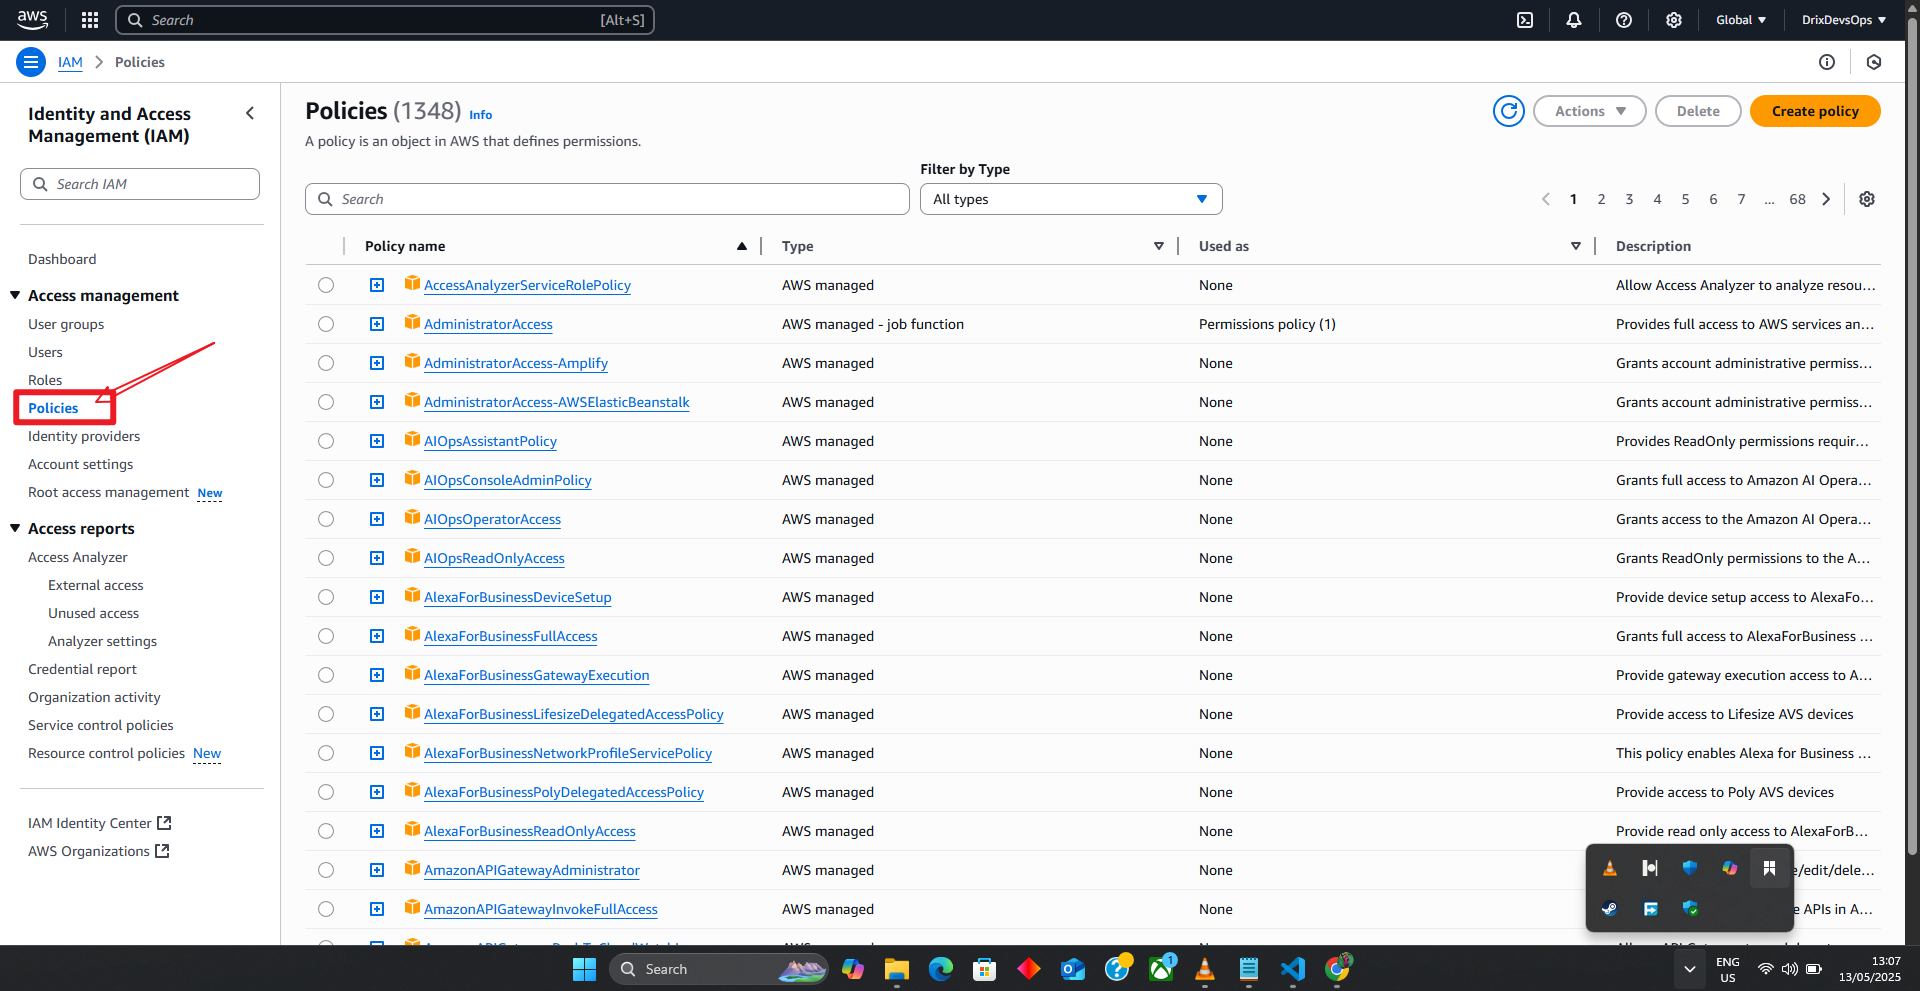 aws
Search [Alt+S]
Global
DrixDevsOps
IAM > Policies
Identity and Access
Management (IAM)
Search IAM
Dashboard
Access management
User groups
Users
Roles
Policies
Identity providers
Account settings
Root access management New
Access reports
Access Analyzer
External access
Unused access
Analyzer settings
Credential report
Organization activity
Service control policies
Resource control policies New
IAM Identity Center
AWS Organizations
Policies (1348) Info
A policy is an object in AWS that defines permissions.
Actions
Delete
Create policy
Filter by Type
Search
All types
1 2 3 4 5 6 7 ... 68
Policy name Type Used as Description
AccessAnalyzerServiceRolePolicy AWS managed None Allow Access Analyzer to analyze resou...
AdministratorAccess AWS managed - job function Permissions policy (1) Provides full access to AWS services an...
AdministratorAccess-Amplify AWS managed None Grants account administrative permiss...
AdministratorAccess-AWSElasticBeanstalk AWS managed None Grants account administrative permiss...
AIOpsAssistantPolicy AWS managed None Provides ReadOnly permissions requir...
AIOpsConsoleAdminPolicy AWS managed None Grants full access to Amazon AI Opera...
AIOpsOperatorAccess AWS managed None Grants access to the Amazon AI Opera...
AIOpsReadOnlyAccess AWS managed None Grants ReadOnly permissions to the A...
AlexaForBusinessDeviceSetup AWS managed None Provide device setup access to AlexaFo...
AlexaForBusinessFullAccess AWS managed None Grants full access to AlexaForBusiness ...
AlexaForBusinessGatewayExecution AWS managed None Provide gateway execution access to A...
AlexaForBusinessLifesizeDelegatedAccessPolicy AWS managed None Provide access to Lifesize AVS devices
AlexaForBusinessNetworkProfileServicePolicy AWS managed None This policy enables Alexa for Business ...
AlexaForBusinessPolyDelegatedAccessPolicy AWS managed None Provide access to Poly AVS devices
AlexaForBusinessReadOnlyAccess AWS managed None Provide read only access to AlexaForB...
AmazonAPIGatewayAdministrator AWS managed None e/edit/dele...
AmazonAPIGatewayInvokeFullAccess AWS managed None e APIs in A...
Search
1
ENG
US
13:07
13/05/2025